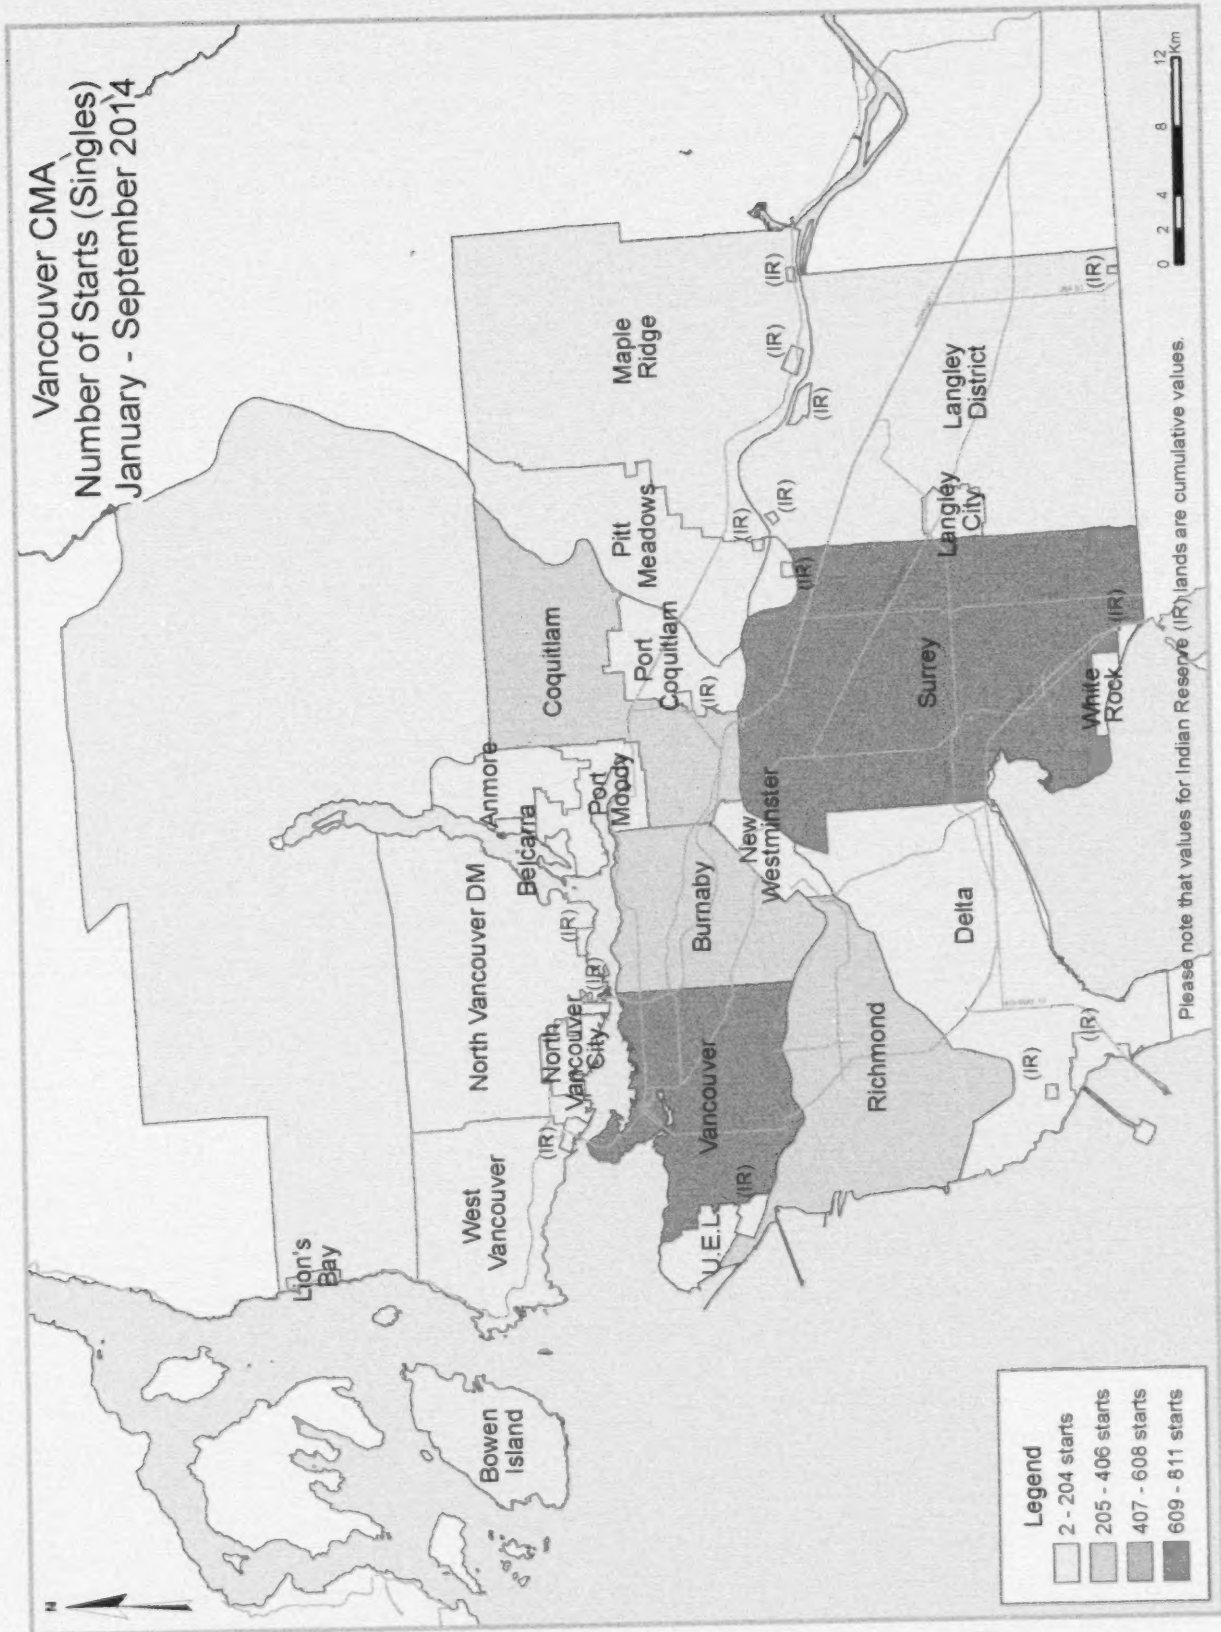 Vancouver CMA
Number of Starts (Singles)
January - September 2014
N
Lion's
Bay
Bowen
Island
West
Vancouver
North Vancouver DM
North
Vancouver
City
(IR)
(IR)
(IR)
Anmore
Belcarra
Port
Moody
Coquitlam
Port
Coquitlam
(IR)
Pitt
Meadows
Maple
Ridge
(IR)
(IR)
(IR)
(IR)
(IR)
(IR)
U.E.L.
(IR)
Vancouver
Burnaby
New
Westminster
Richmond
Delta
(IR)
(IR)
Surrey
White
Rock
(IR)
Langley
City
Langley
District
(IR)
Legend
2 - 204 starts
205 - 406 starts
407 - 608 starts
609 - 811 starts
Please note that values for Indian Reserve (IR) lands are cumulative values.
0 2 4 8 12
Km